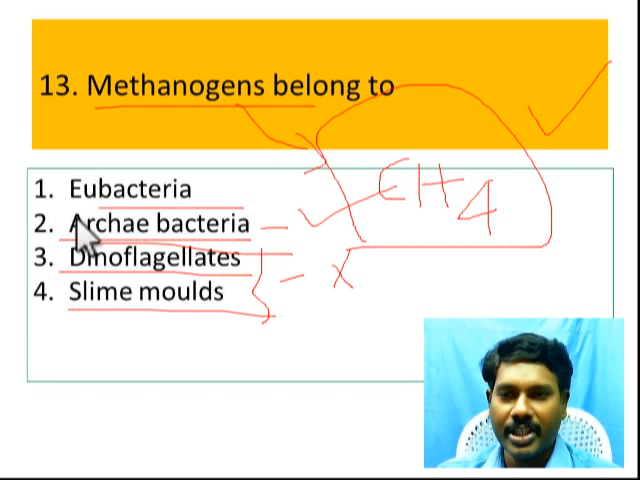 13. Methanogens belong to
1. Eubacteria
2. Archae bacteria
CH4
3. Dinoflagellates
x
4. Slime moulds